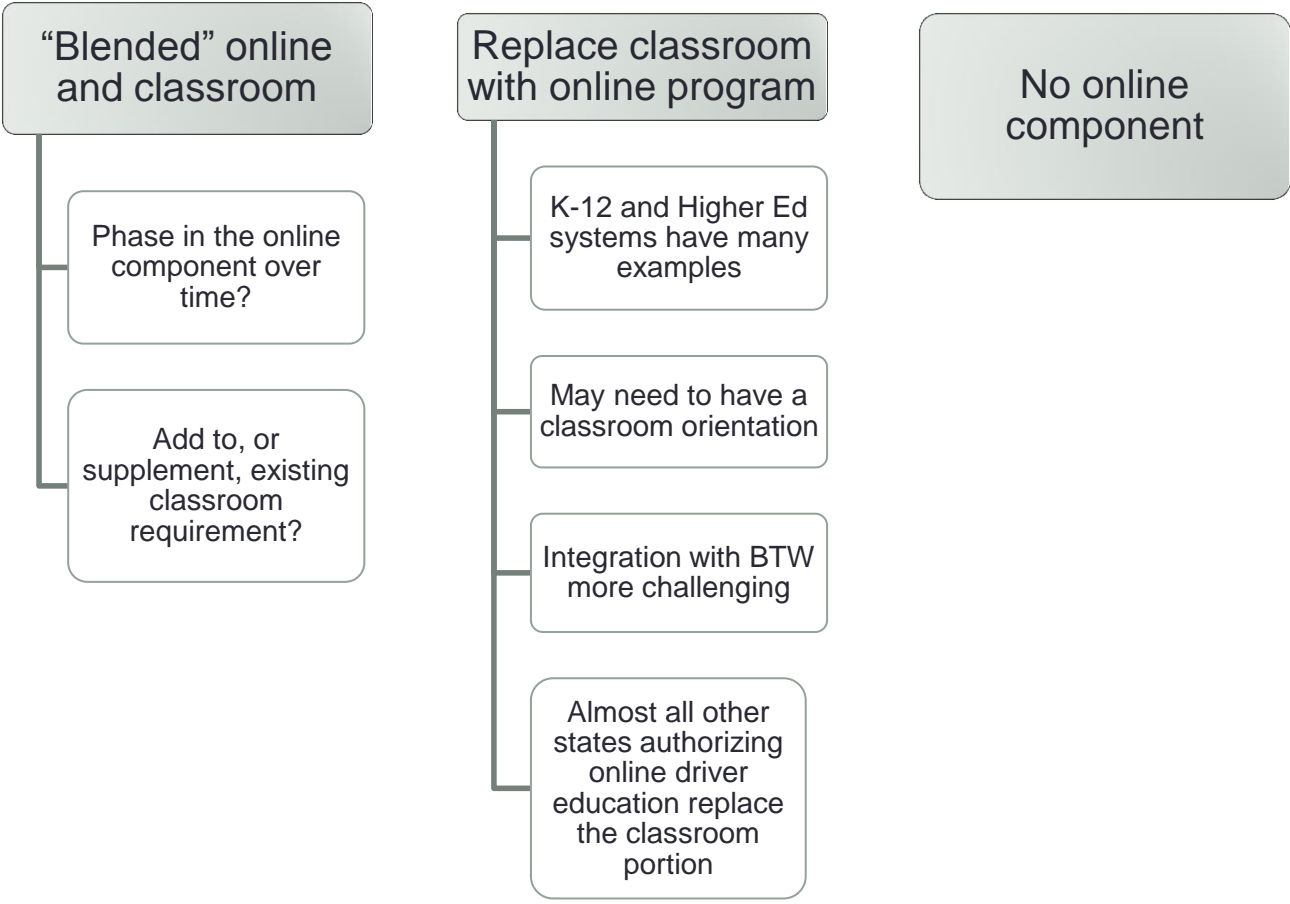 “Blended” online
and classroom
Phase in the online
component over
time?
Add to, or
supplement, existing
classroom
requirement?
Replace classroom
with online program
K-12 and Higher Ed
systems have many
examples
May need to have a
classroom orientation
Integration with BTW
more challenging
Almost all other
states authorizing
online driver
education replace
the classroom
portion
No online
component